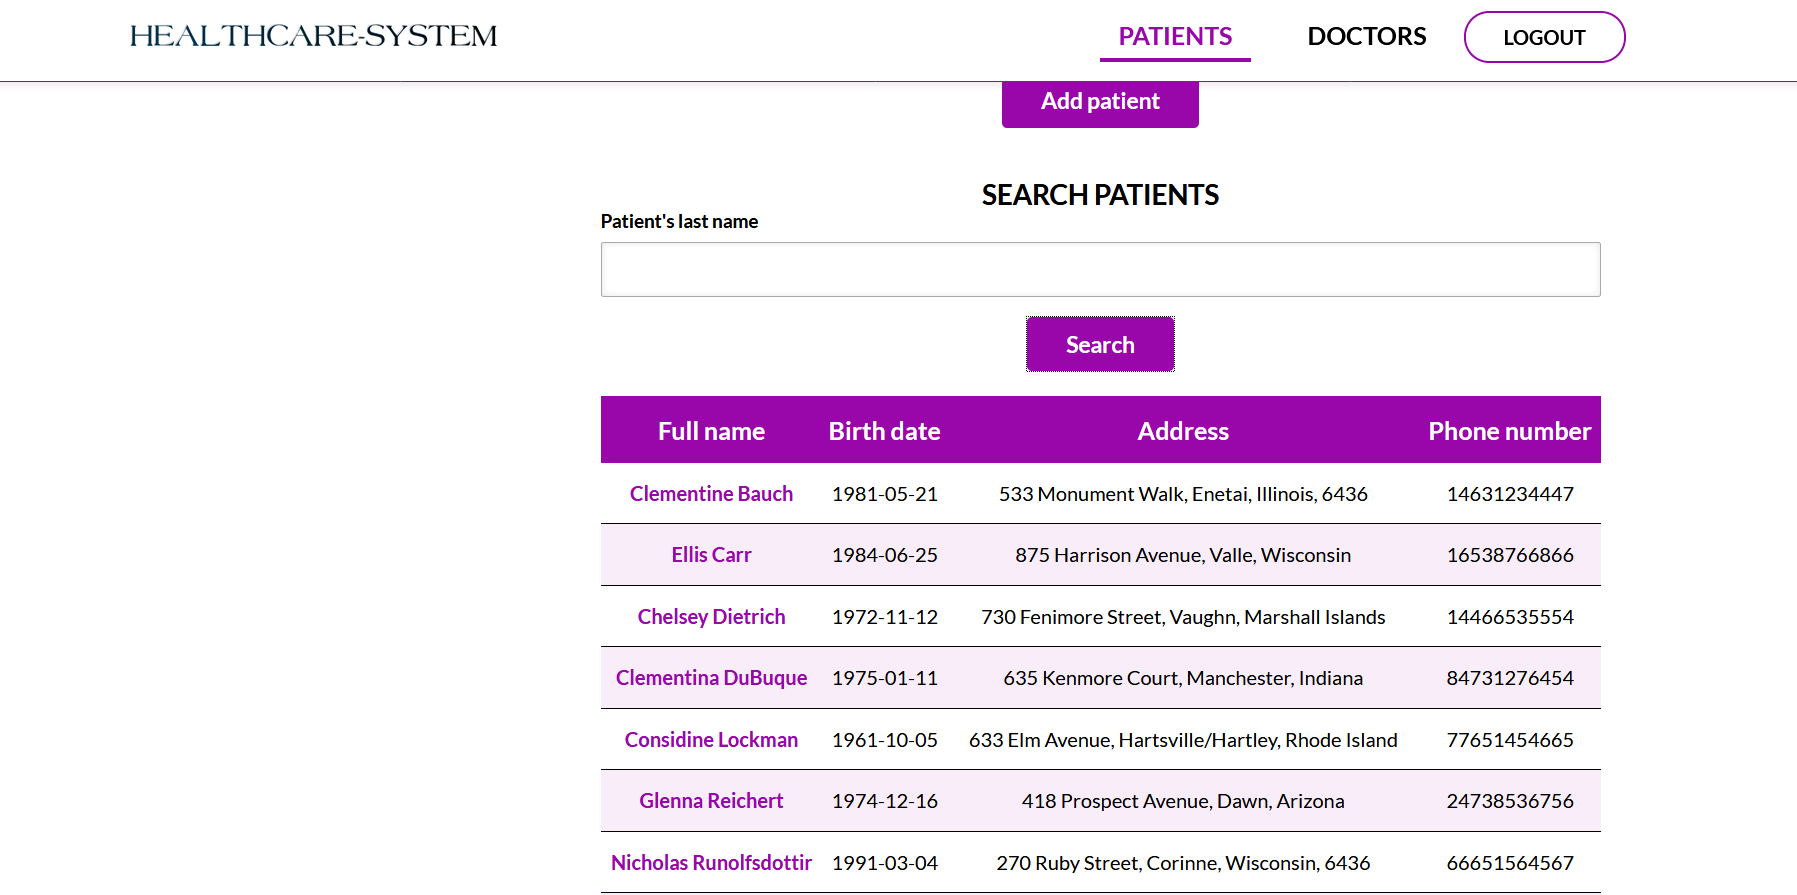 HEALTHCARE-SYSTEM PATIENTS DOCTORS LOGOUT
Add patient
SEARCH PATIENTS
Patient's last name
Search
Full name Birth date Address Phone number
Clementine Bauch 1981-05-21 533 Monument Walk, Enetai, Illinois, 6436 14631234447
Ellis Carr 1984-06-25 875 Harrison Avenue, Valle, Wisconsin 16538766866
Chelsey Dietrich 1972-11-12 730 Fenimore Street, Vaughn, Marshall Islands 14466535554
Clementina DuBuque 1975-01-11 635 Kenmore Court, Manchester, Indiana 84731276454
Considine Lockman 1961-10-05 633 Elm Avenue, Hartsville/Hartley, Rhode Island 77651454665
Glenna Reichert 1974-12-16 418 Prospect Avenue, Dawn, Arizona 24738536756
Nicholas Runolfsdottir 1991-03-04 270 Ruby Street, Corinne, Wisconsin, 6436 66651564567